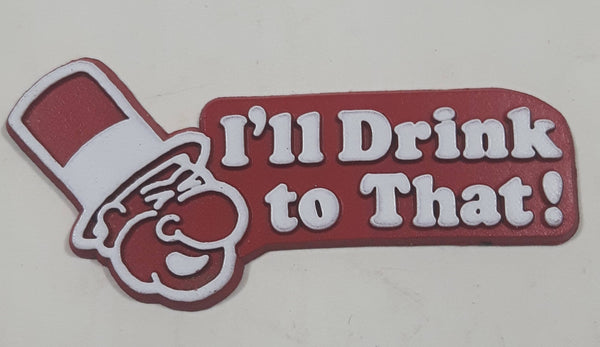 I'll Drink
to That!